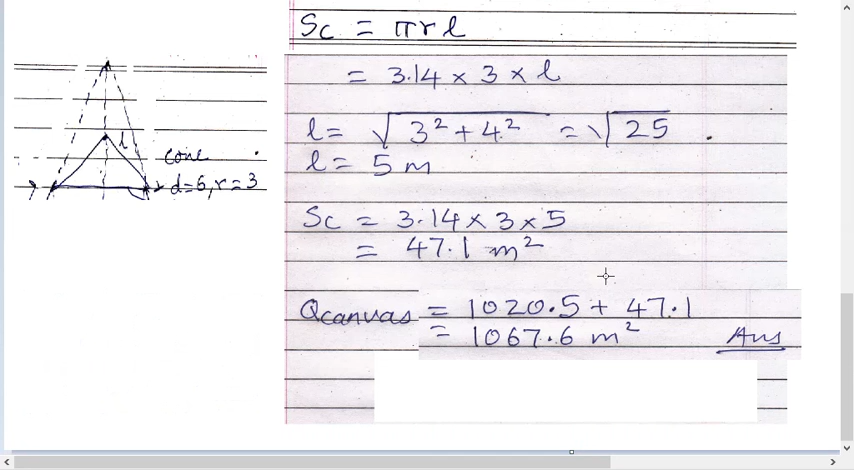 Sc = πrl
= 3.14 × 3 × l
l = √3² + 4² = √25 .
l = 5 m
l
cone
d=6, r=3
Sc = 3.14 × 3 × 5
= 47.1 m²
Qcanvas = 1020.5 + 47.1
= 1067.6 m² Ans